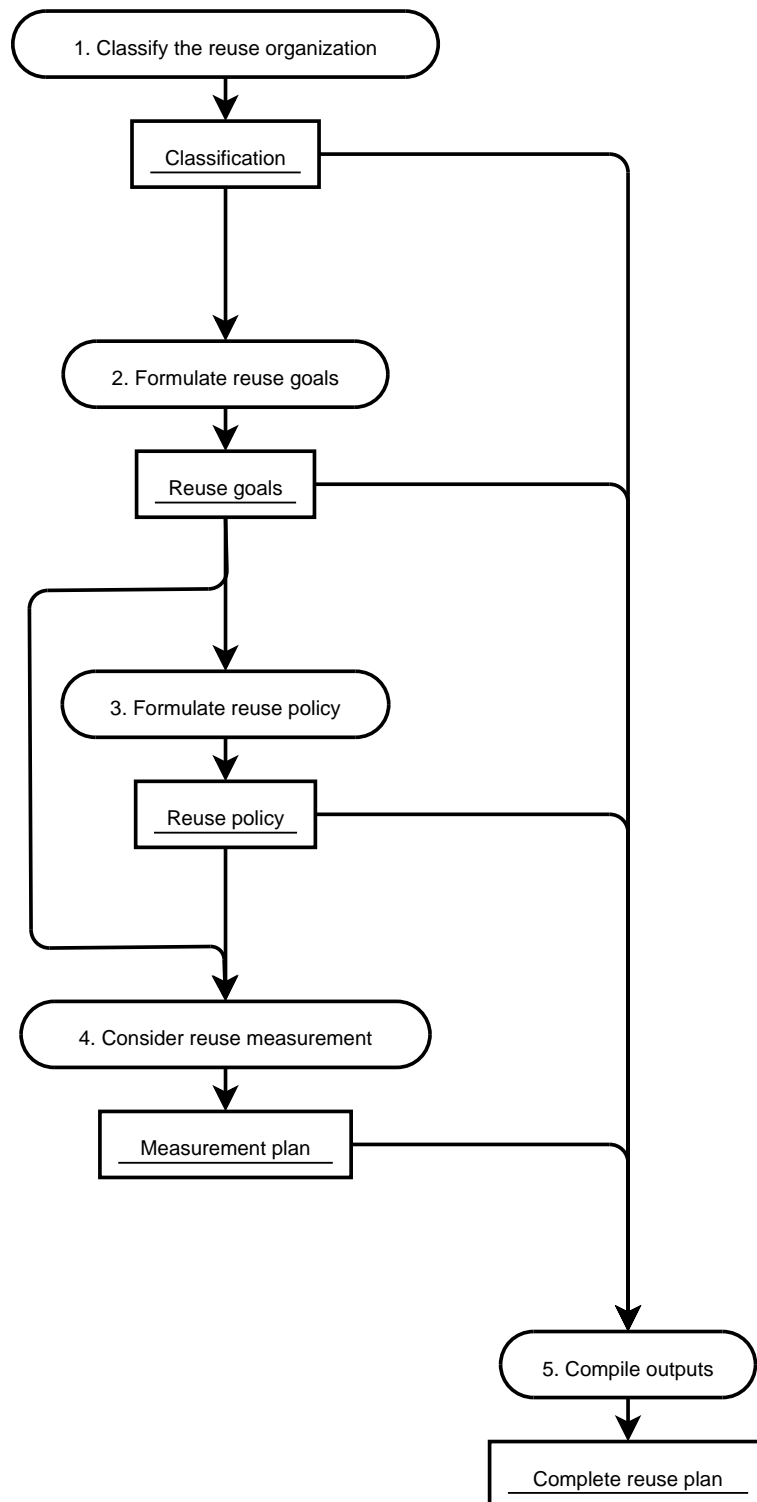 1. Classify the reuse organization
Classification
2. Formulate reuse goals
Reuse goals
3. Formulate reuse policy
Reuse policy
4. Consider reuse measurement
Measurement plan
5. Compile outputs
Complete reuse plan